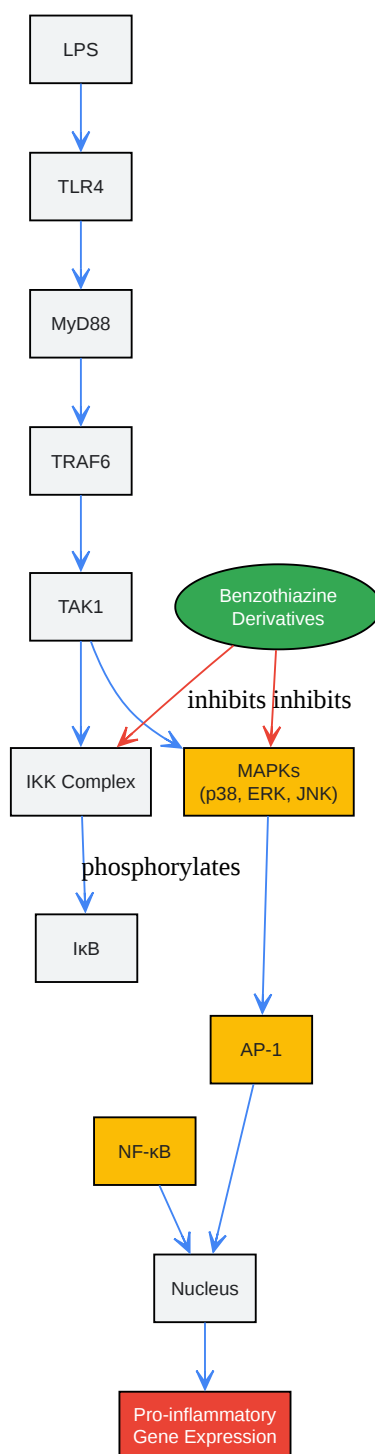 LPS
TLR4
MyD88
TRAF6
TAK1
Benzothiazine
Derivatives
inhibits
inhibits
IKK Complex
MAPKs
(p38, ERK, JNK)
phosphorylates
IκB
AP-1
NF-κB
Nucleus
Pro-inflammatory
Gene Expression